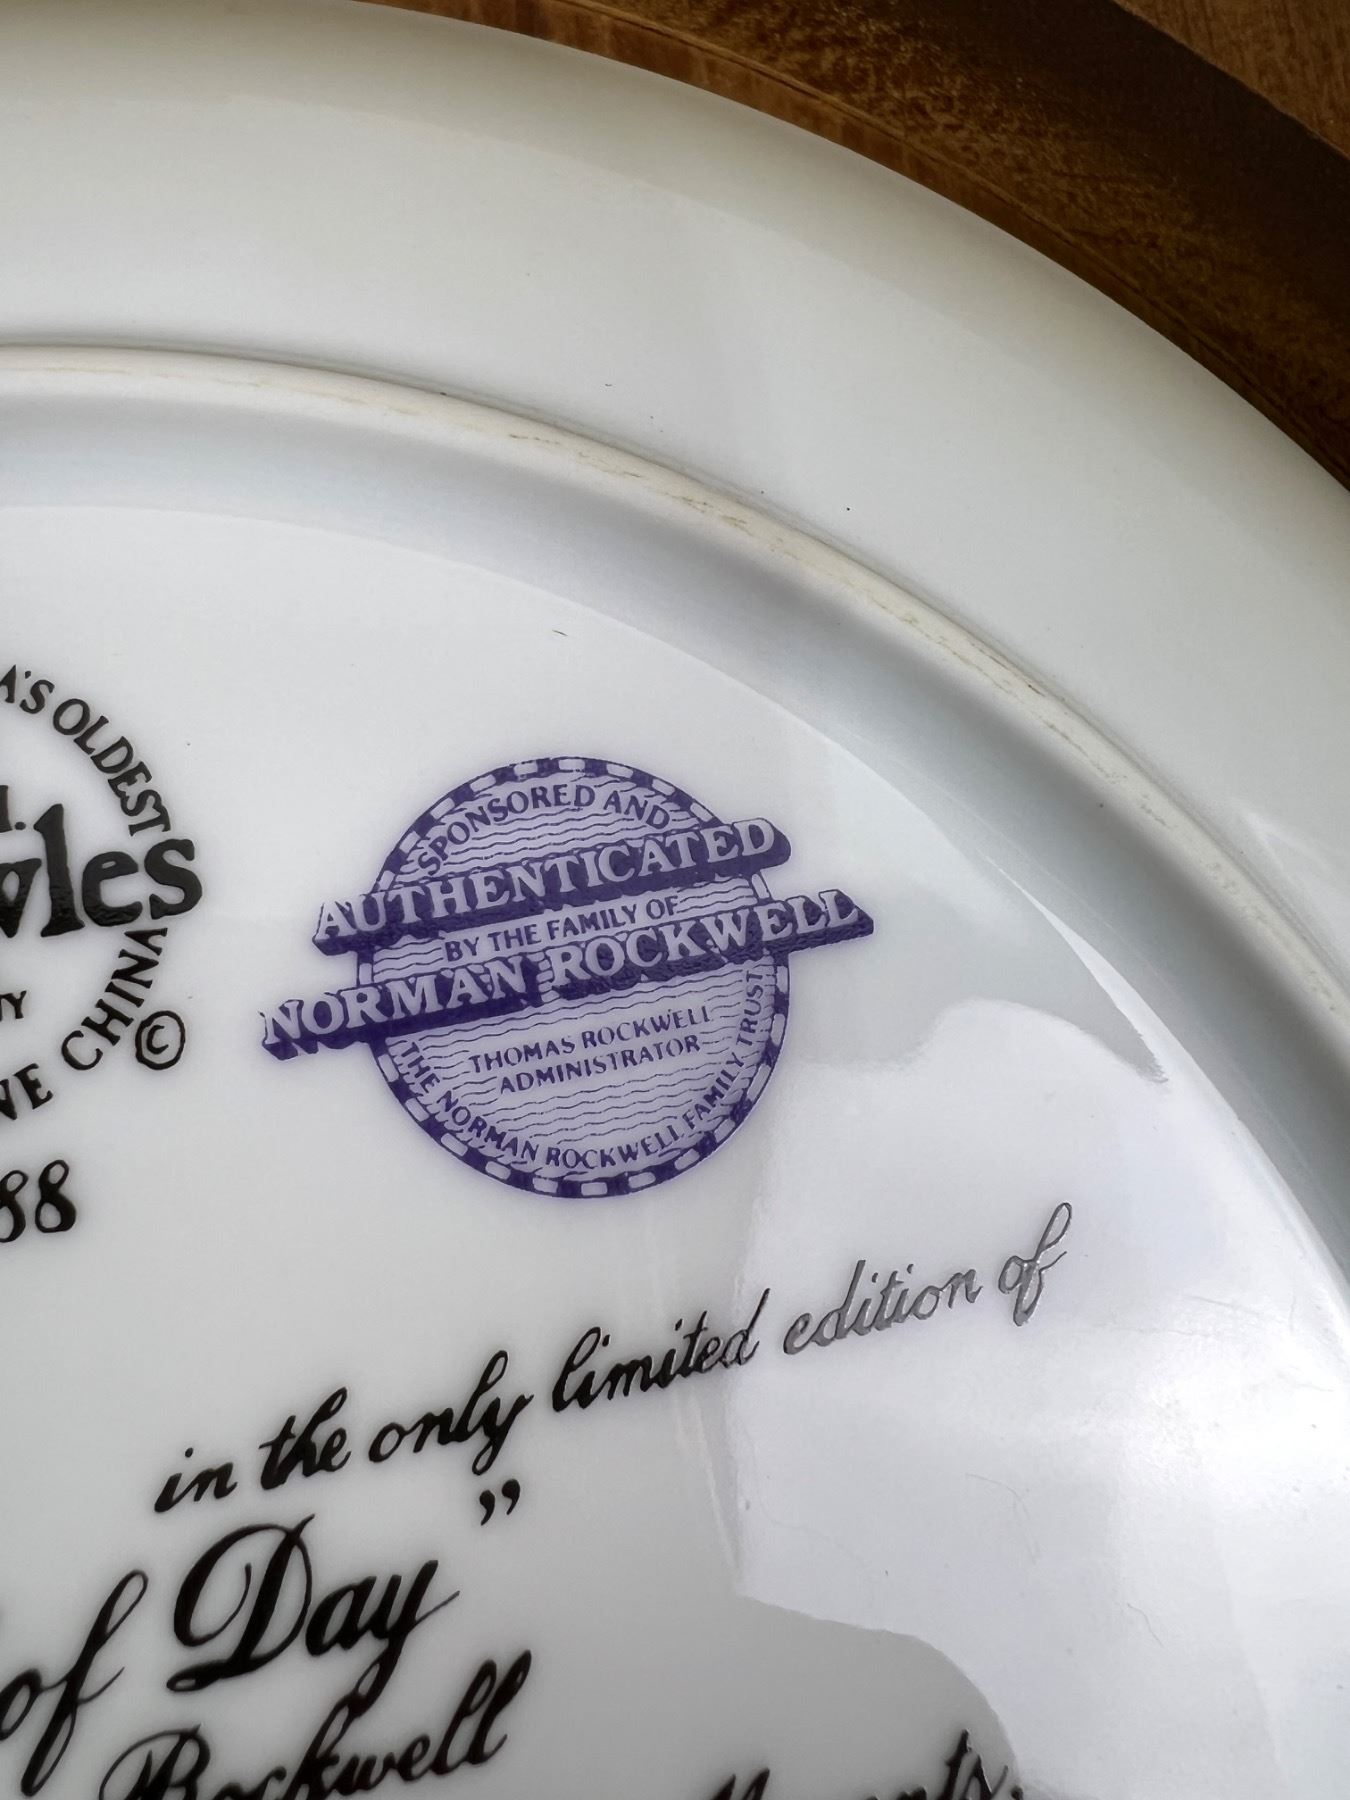 A'S OLDEST
wles
NE CHINA
©
88
SPONSORED AND
AUTHENTICATED
BY THE FAMILY OF
NORMAN ROCKWELL
THOMAS ROCKWELL
ADMINISTRATOR
THE NORMAN ROCKWELL FAMILY TRUST
in the only limited edition of
of Day"
Rockwell